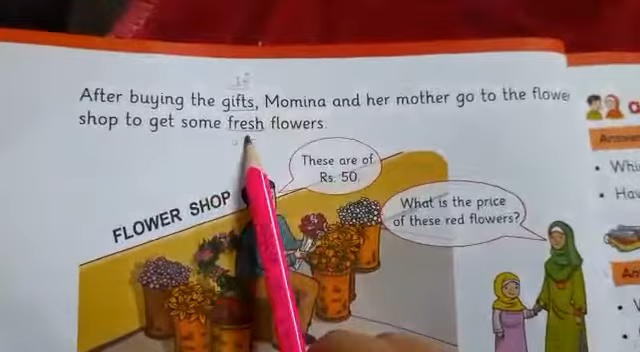 After buying the gifts, Momina and her mother go to the flowe
shop to get some fresh flowers.
These are of
Rs. 50.
FLOWER SHOP
What is the price
of these red flowers?